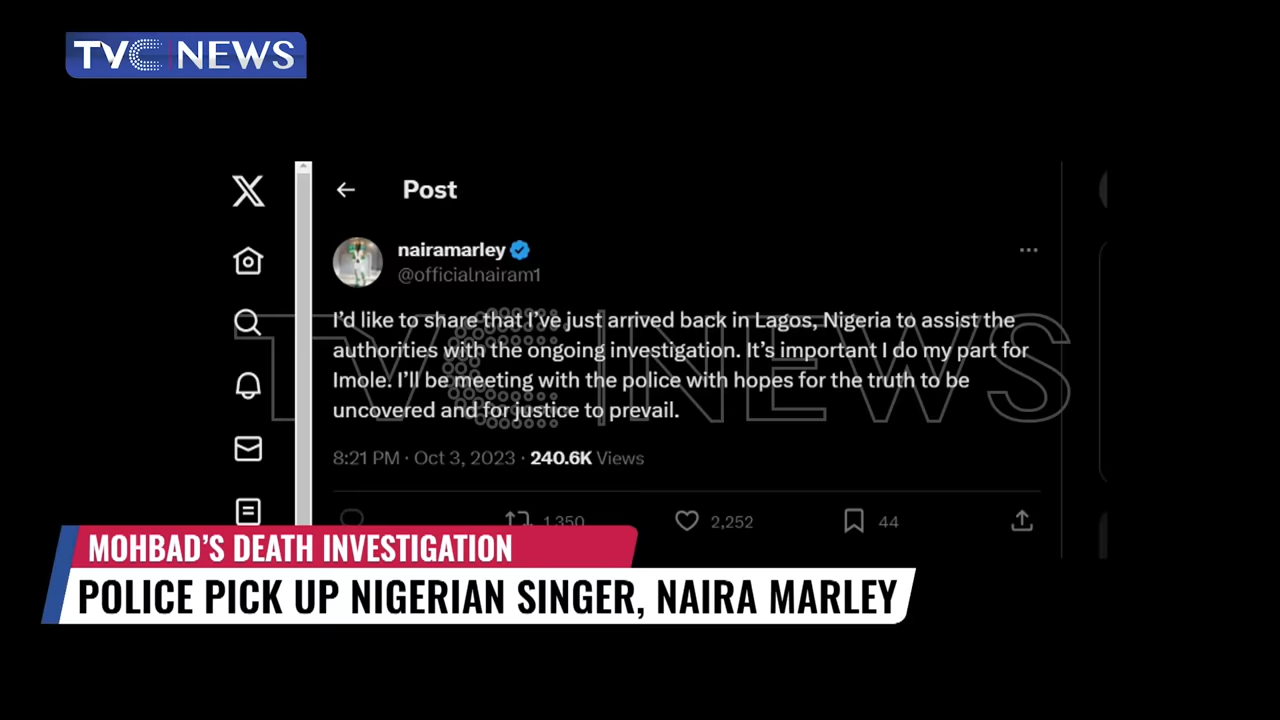 TVC NEWS
Post
nairamarley
@officialnairam1
I'd like to share that I've just arrived back in Lagos, Nigeria to assist the
authorities with the ongoing investigation. It's important I do my part for
Imole. I'll be meeting with the police with hopes for the truth to be
uncovered and for justice to prevail.
TVC NEWS
8:21 PM · Oct 3, 2023 · 240.6K Views
1,350 2,252 44
MOHBAD'S DEATH INVESTIGATION
POLICE PICK UP NIGERIAN SINGER, NAIRA MARLEY